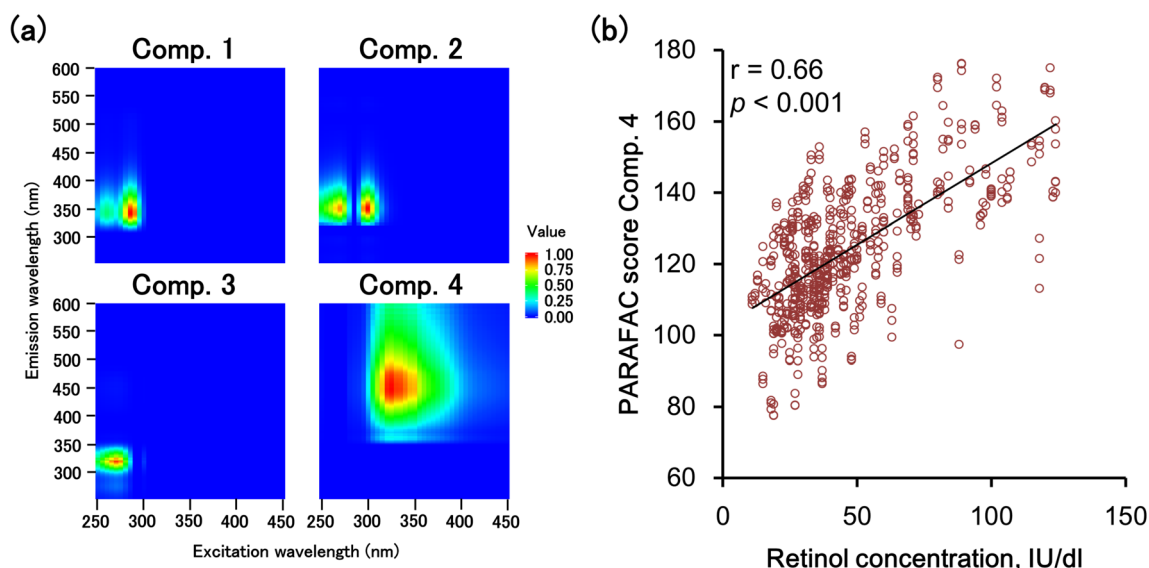 (a)
Comp. 1
Comp. 2
600
550
500
450
400
350
300
Comp. 3
Comp. 4
600
550
500
450
400
350
300
250 300 350 400 450
250 300 350 400 450
Emission wavelength (nm)
Excitation wavelength (nm)
Value
1.00
0.75
0.50
0.25
0.00
(b)
r = 0.66
p < 0.001
PARAFAC score Comp. 4
180
160
140
120
100
80
60
0 50 100 150
Retinol concentration, IU/dl